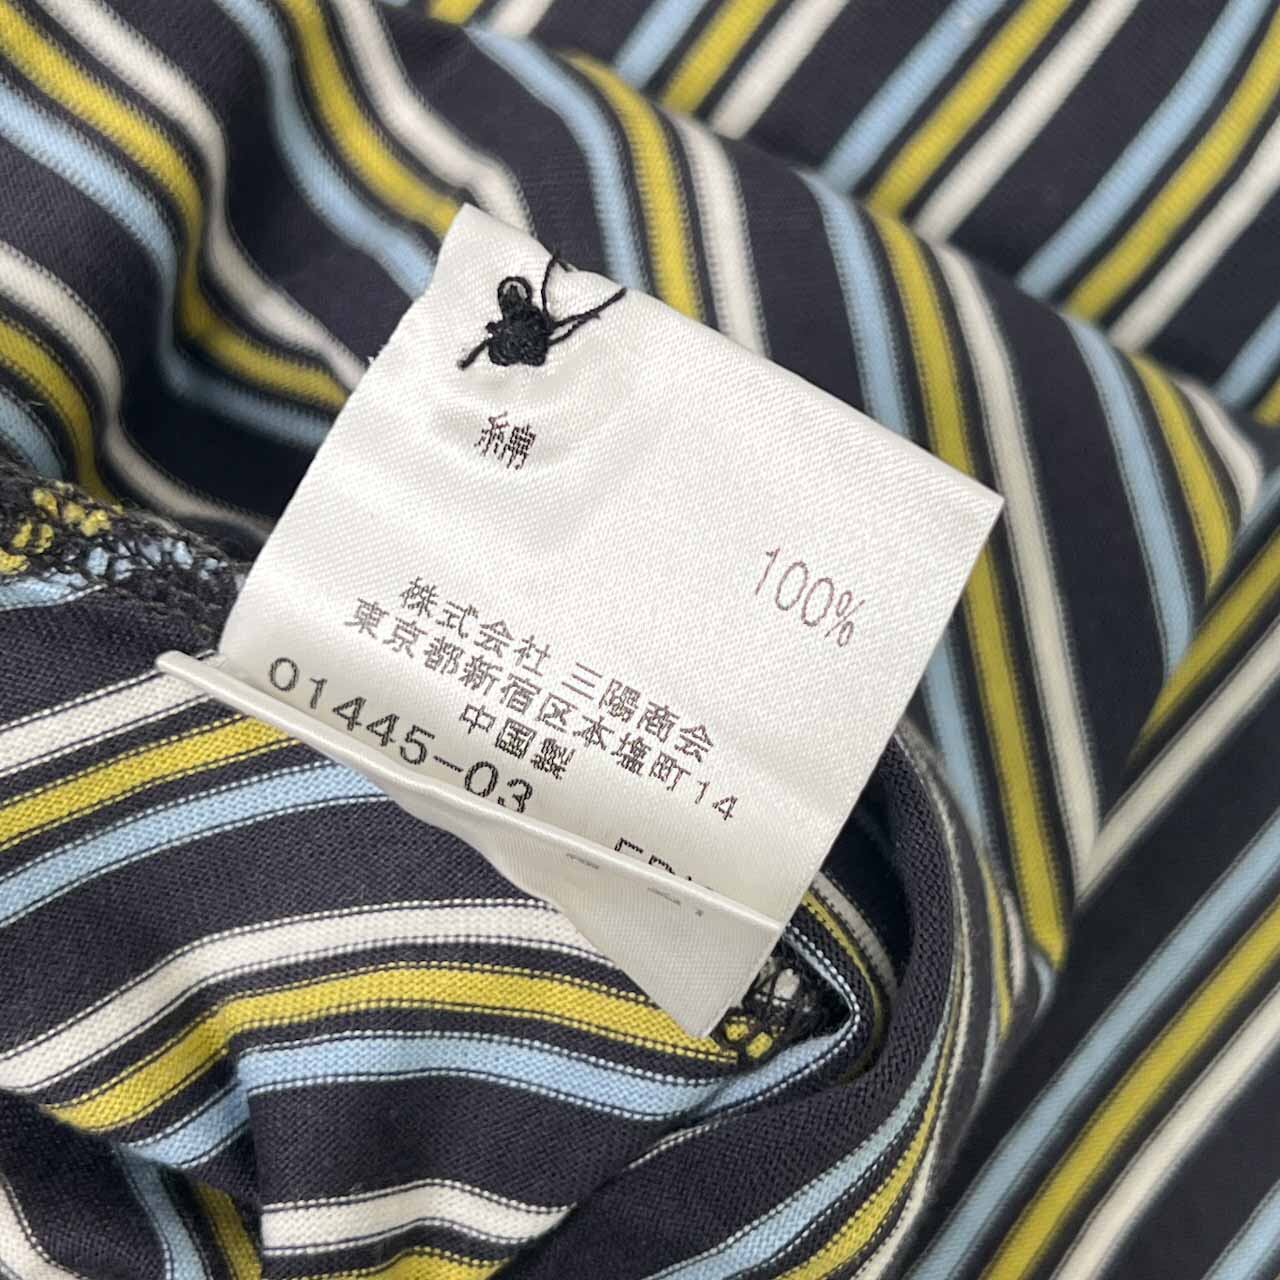 綿
100%
株式会社 三陽商会
東京都新宿区本塩町14
中国製
01445-03